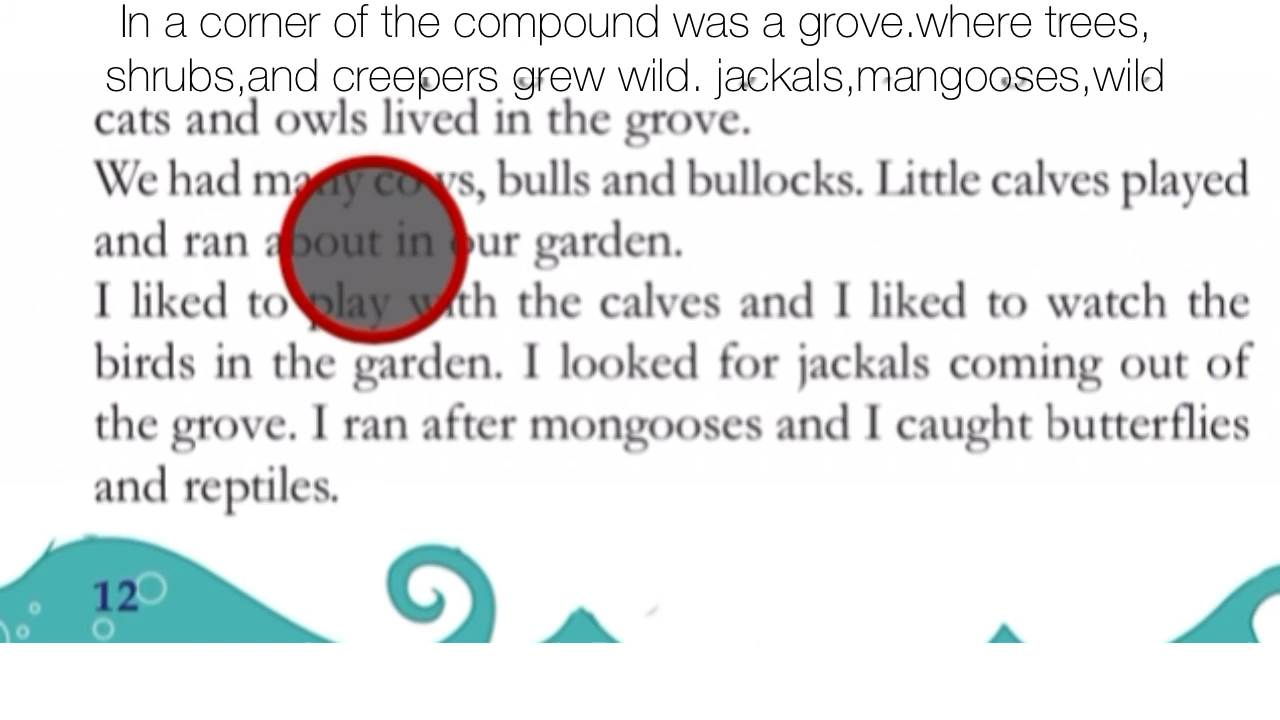 In a corner of the compound was a grove.where trees,
shrubs,and creepers grew wild. jackals,mangooses,wild
cats and owls lived in the grove.
We had many cows, bulls and bullocks. Little calves played
and ran about in our garden.
I liked to play with the calves and I liked to watch the
birds in the garden. I looked for jackals coming out of
the grove. I ran after mongooses and I caught butterflies
and reptiles.
12